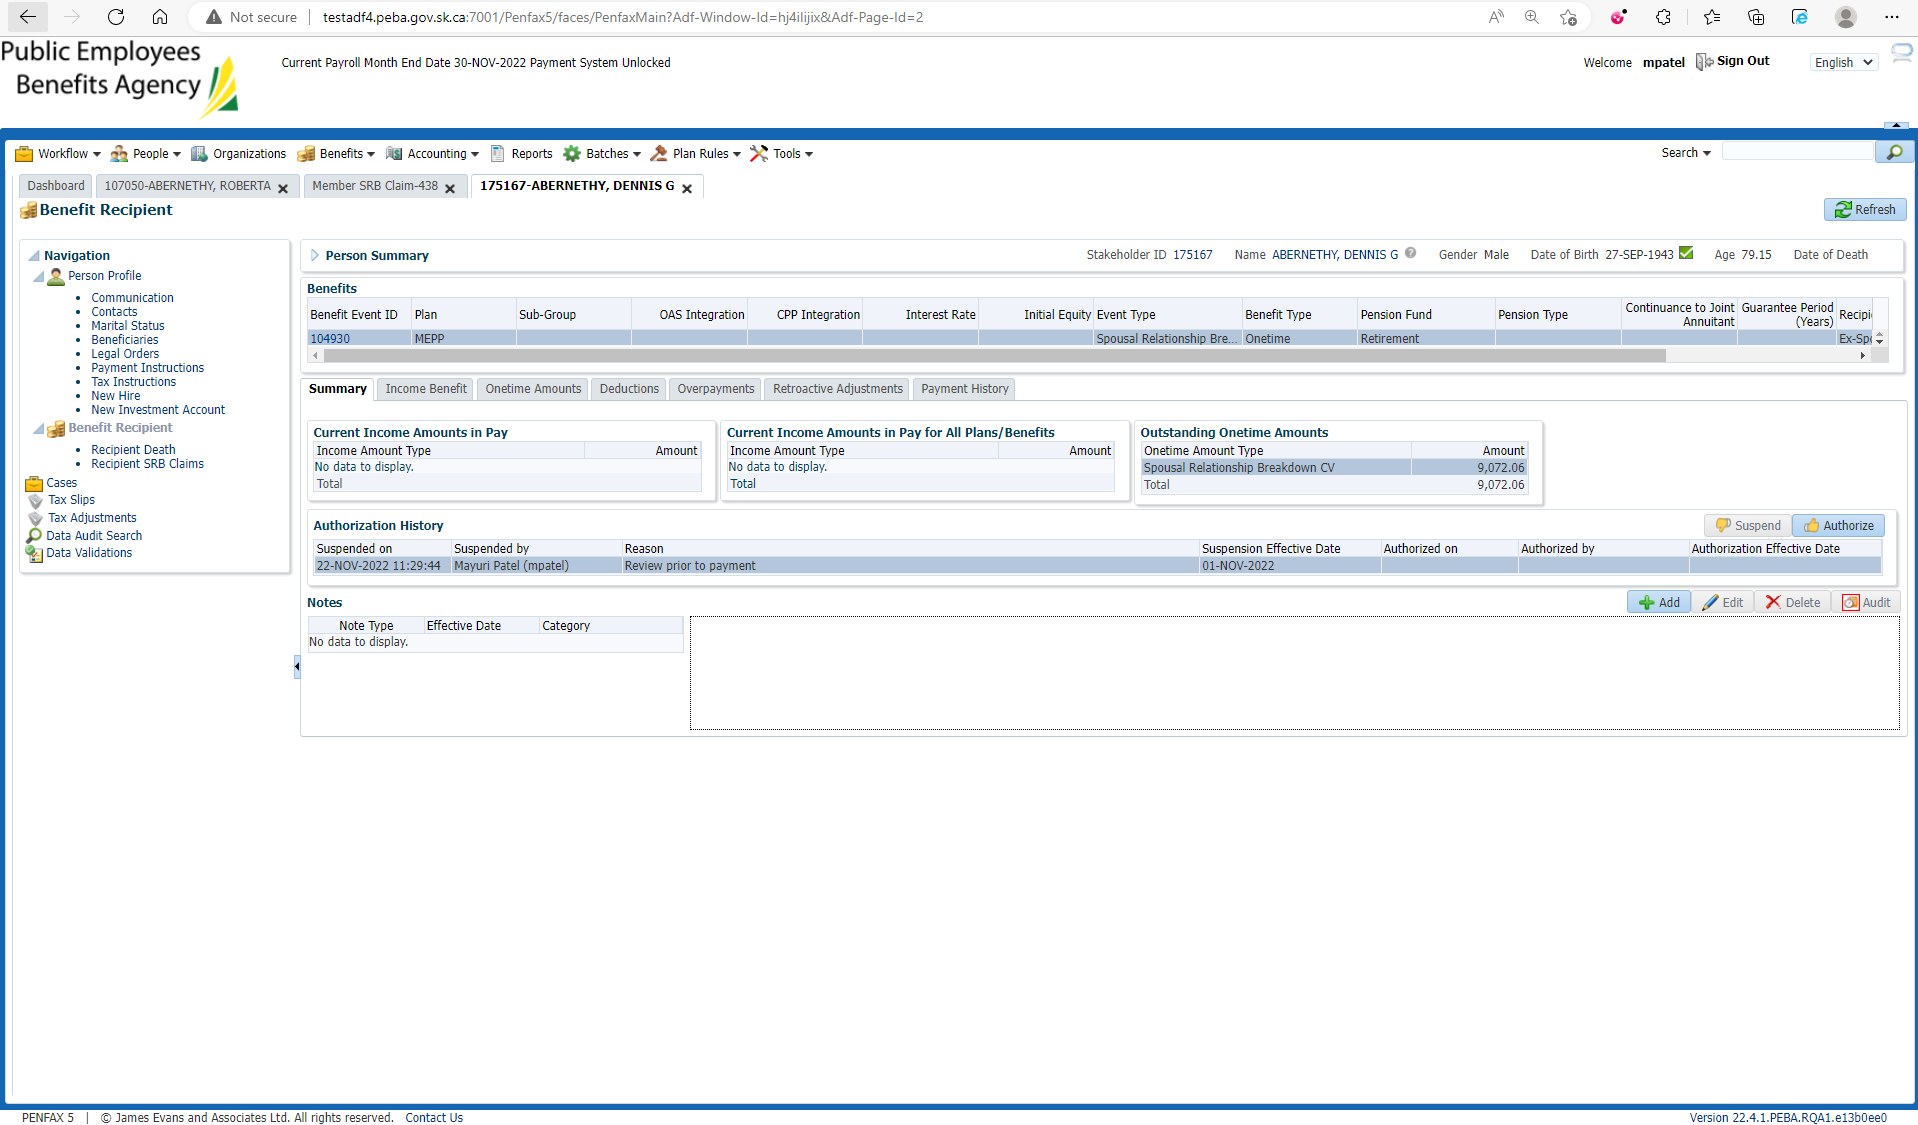 Not secure | testadf4.peba.gov.sk.ca:7001/Penfax5/faces/PenfaxMain?Adf-Window-Id=hj4ilijix&Adf-Page-Id=2
Public Employees
Benefits Agency
Current Payroll Month End Date 30-NOV-2022 Payment System Unlocked
Welcome mpatel Sign Out English
Workflow People Organizations Benefits Accounting Reports Batches Plan Rules Tools Search
Dashboard 107050-ABERNETHY, ROBERTA Member SRB Claim-438 175167-ABERNETHY, DENNIS G
Benefit Recipient Refresh
Navigation
Person Profile
Communication
Contacts
Marital Status
Beneficiaries
Legal Orders
Payment Instructions
Tax Instructions
New Hire
New Investment Account
Benefit Recipient
Recipient Death
Recipient SRB Claims
Cases
Tax Slips
Tax Adjustments
Data Audit Search
Data Validations
Person Summary Stakeholder ID 175167 Name ABERNETHY, DENNIS G Gender Male Date of Birth 27-SEP-1943 Age 79.15 Date of Death
Benefits
Benefit Event ID Plan Sub-Group OAS Integration CPP Integration Interest Rate Initial Equity Event Type Benefit Type Pension Fund Pension Type Continuance to Joint Annuitant Guarantee Period (Years) Recipi
104930 MEPP Spousal Relationship Bre... Onetime Retirement Ex-Spo
Summary Income Benefit Onetime Amounts Deductions Overpayments Retroactive Adjustments Payment History
Current Income Amounts in Pay
Income Amount Type Amount
No data to display.
Total
Current Income Amounts in Pay for All Plans/Benefits
Income Amount Type Amount
No data to display.
Total
Outstanding Onetime Amounts
Onetime Amount Type Amount
Spousal Relationship Breakdown CV 9,072.06
Total 9,072.06
Authorization History Suspend Authorize
Suspended on Suspended by Reason Suspension Effective Date Authorized on Authorized by Authorization Effective Date
22-NOV-2022 11:29:44 Mayuri Patel (mpatel) Review prior to payment 01-NOV-2022
Notes Add Edit Delete Audit
Note Type Effective Date Category
No data to display.
PENFAX 5 | © James Evans and Associates Ltd. All rights reserved. Contact Us Version 22.4.1.PEBA.RQA1.e13b0ee0